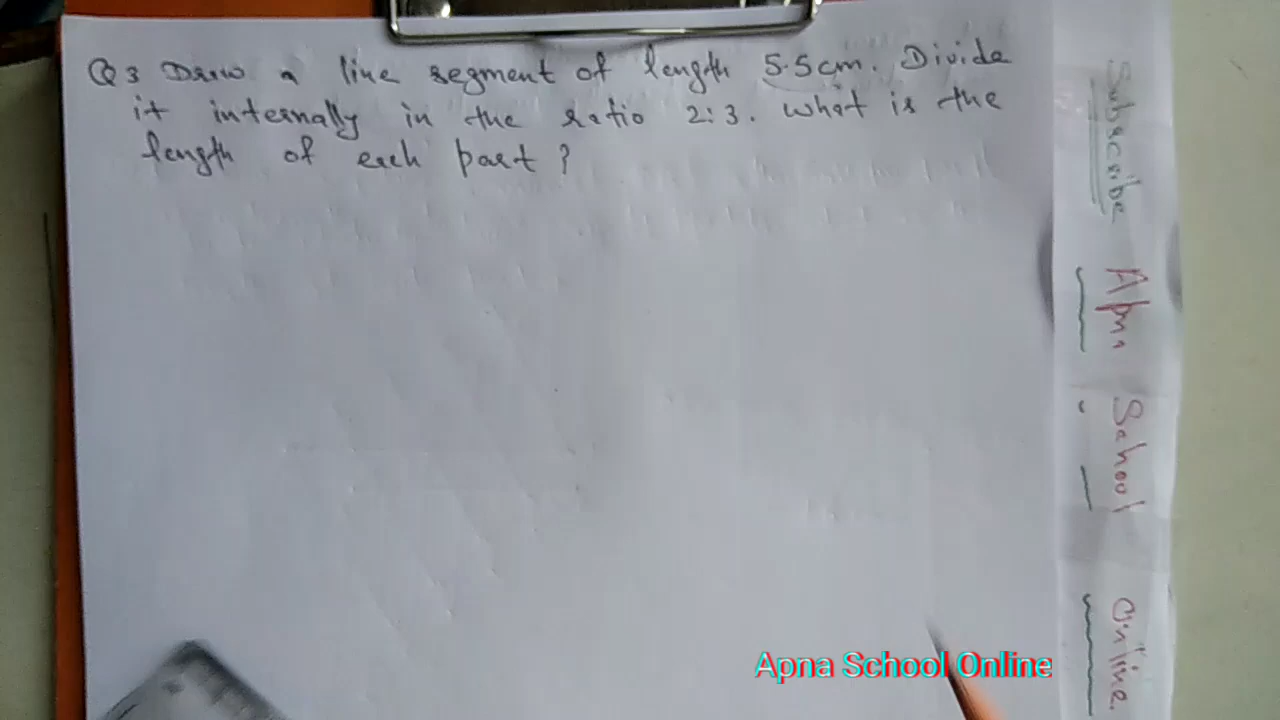 Q3 Draw a line segment of length 5.5cm. Divide
it internally in the ratio 2:3. What is the
length of each part?
Subscribe Apna School Online.
Apna School Online